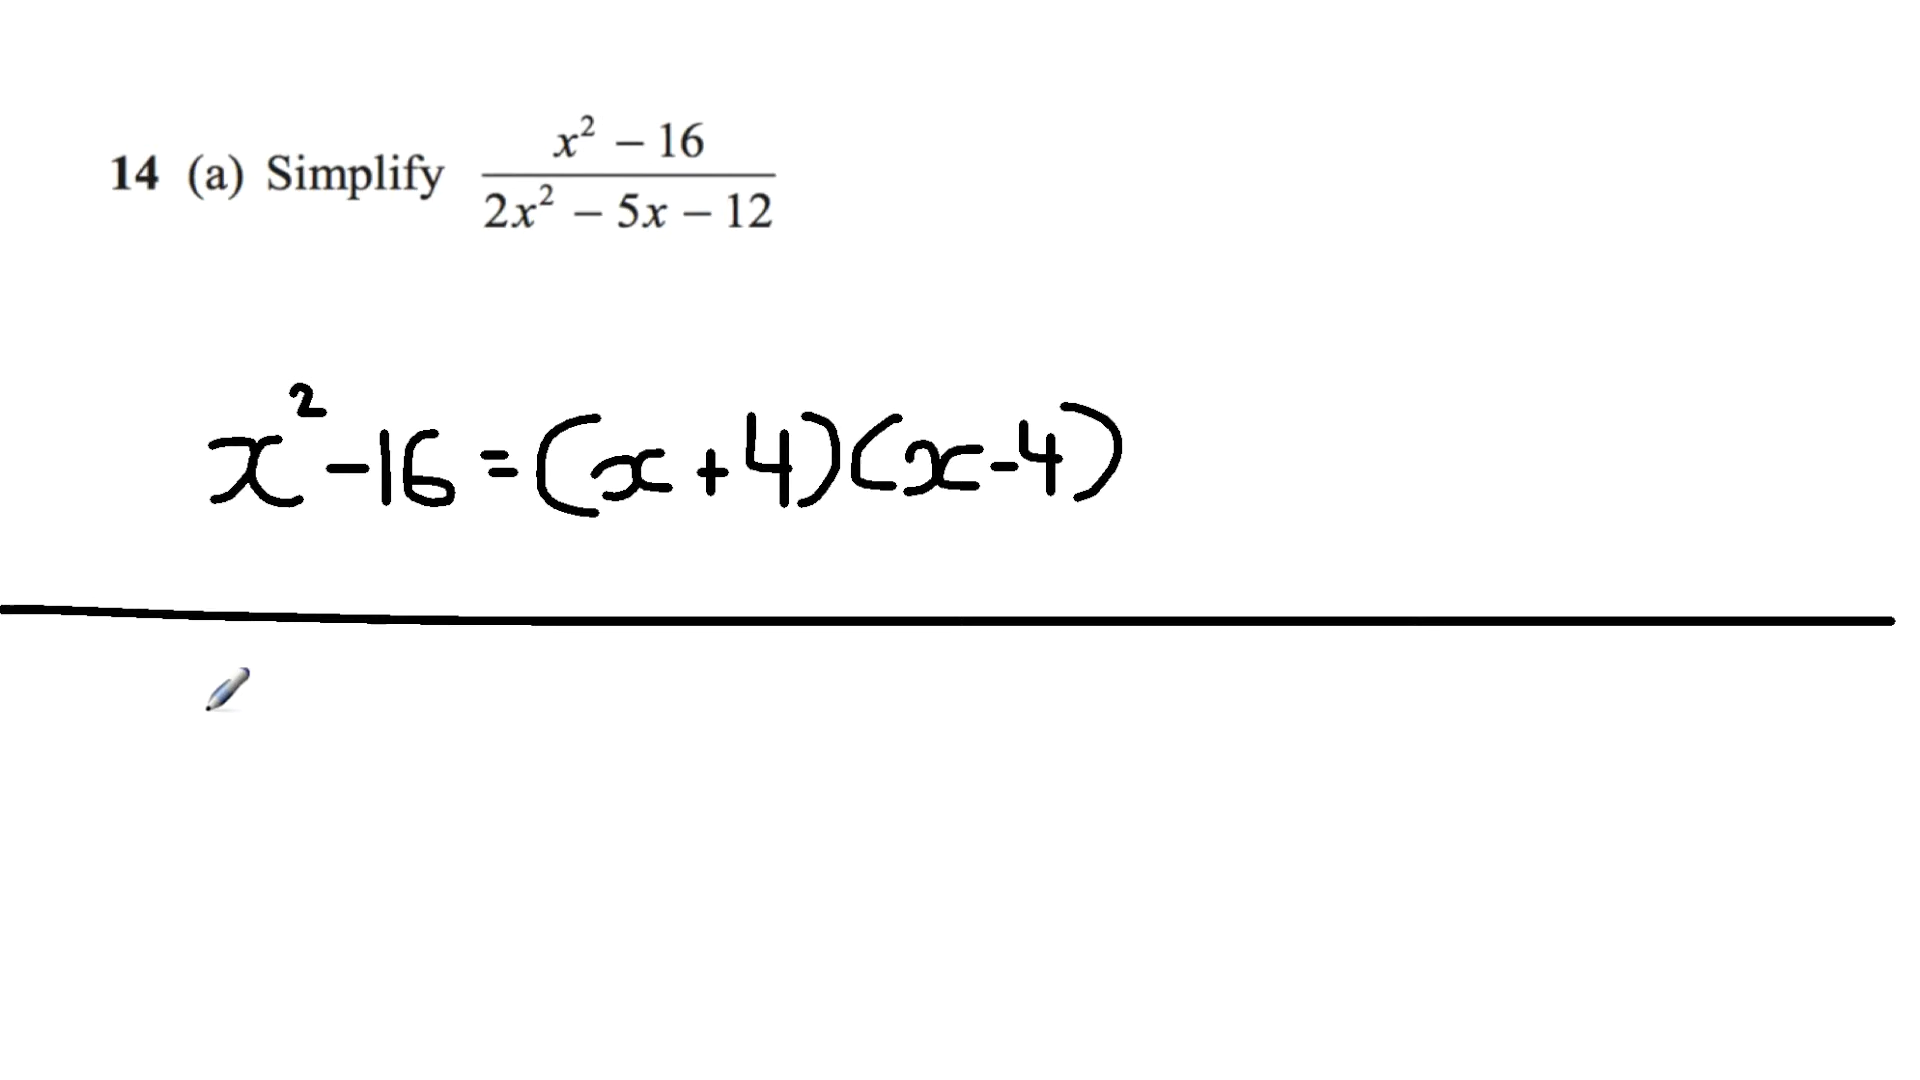 14 (a) Simplify x² – 16
2x² – 5x – 12
x² - 16 = (x + 4)(x - 4)